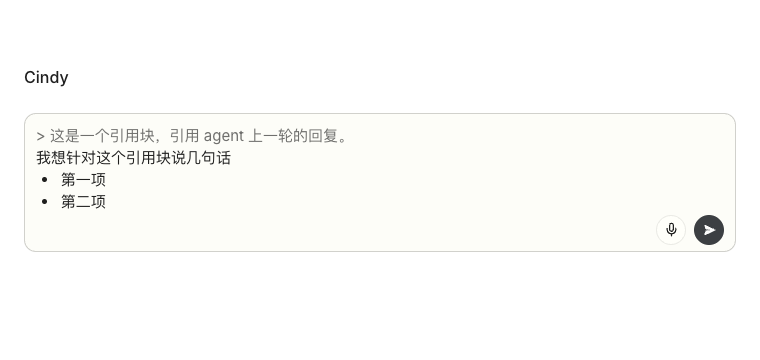 Cindy
> 这是一个引用块，引用 agent 上一轮的回复。
我想针对这个引用块说几句话
• 第一项
• 第二项